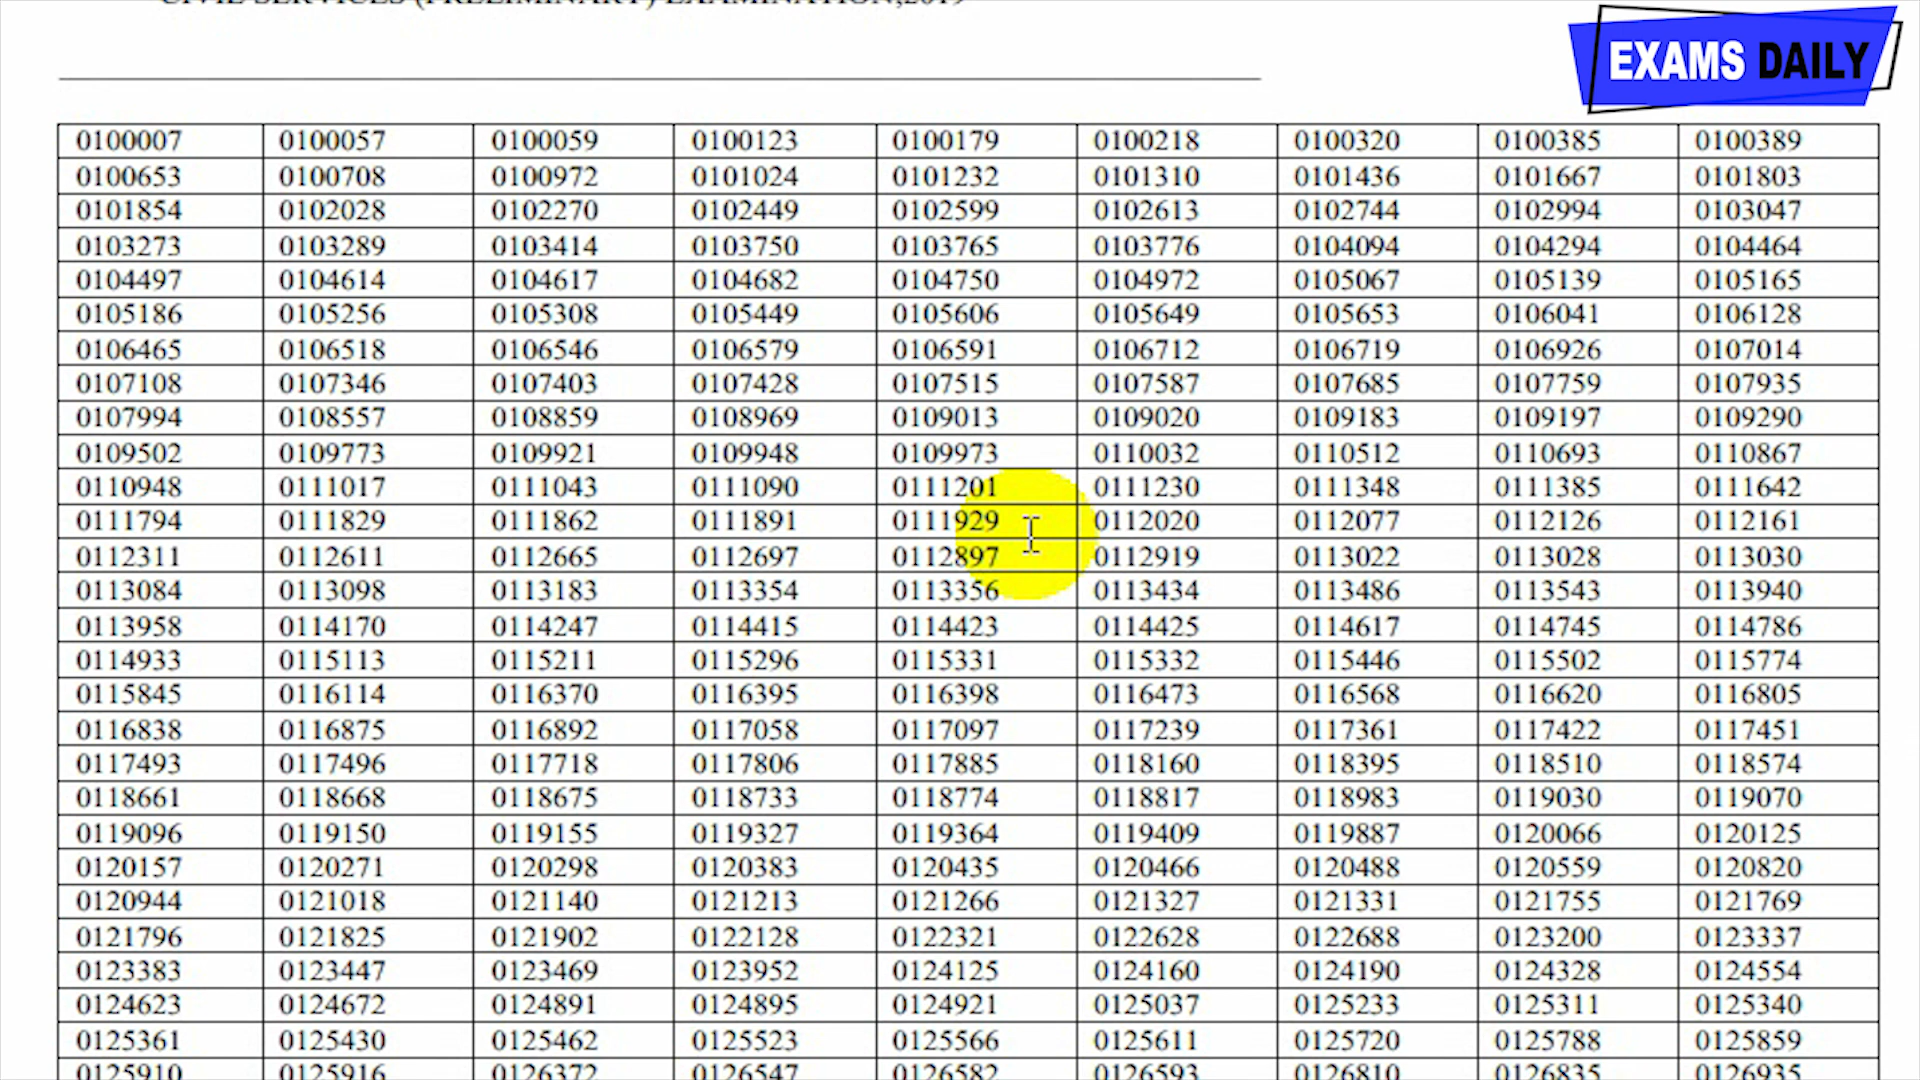 CIVIL SERVICES (PRELIMINARY) EXAMINATION,2019
EXAMS DAILY
0100007 0100057 0100059 0100123 0100179 0100218 0100320 0100385 0100389
0100653 0100708 0100972 0101024 0101232 0101310 0101436 0101667 0101803
0101854 0102028 0102270 0102449 0102599 0102613 0102744 0102994 0103047
0103273 0103289 0103414 0103750 0103765 0103776 0104094 0104294 0104464
0104497 0104614 0104617 0104682 0104750 0104972 0105067 0105139 0105165
0105186 0105256 0105308 0105449 0105606 0105649 0105653 0106041 0106128
0106465 0106518 0106546 0106579 0106591 0106712 0106719 0106926 0107014
0107108 0107346 0107403 0107428 0107515 0107587 0107685 0107759 0107935
0107994 0108557 0108859 0108969 0109013 0109020 0109183 0109197 0109290
0109502 0109773 0109921 0109948 0109973 0110032 0110512 0110693 0110867
0110948 0111017 0111043 0111090 0111201 0111230 0111348 0111385 0111642
0111794 0111829 0111862 0111891 0111929 0112020 0112077 0112126 0112161
0112311 0112611 0112665 0112697 0112897 0112919 0113022 0113028 0113030
0113084 0113098 0113183 0113354 0113356 0113434 0113486 0113543 0113940
0113958 0114170 0114247 0114415 0114423 0114425 0114617 0114745 0114786
0114933 0115113 0115211 0115296 0115331 0115332 0115446 0115502 0115774
0115845 0116114 0116370 0116395 0116398 0116473 0116568 0116620 0116805
0116838 0116875 0116892 0117058 0117097 0117239 0117361 0117422 0117451
0117493 0117496 0117718 0117806 0117885 0118160 0118395 0118510 0118574
0118661 0118668 0118675 0118733 0118774 0118817 0118983 0119030 0119070
0119096 0119150 0119155 0119327 0119364 0119409 0119887 0120066 0120125
0120157 0120271 0120298 0120383 0120435 0120466 0120488 0120559 0120820
0120944 0121018 0121140 0121213 0121266 0121327 0121331 0121755 0121769
0121796 0121825 0121902 0122128 0122321 0122628 0122688 0123200 0123337
0123383 0123447 0123469 0123952 0124125 0124160 0124190 0124328 0124554
0124623 0124672 0124891 0124895 0124921 0125037 0125233 0125311 0125340
0125361 0125430 0125462 0125523 0125566 0125611 0125720 0125788 0125859
0125910 0125916 0126372 0126547 0126582 0126593 0126810 0126835 0126935